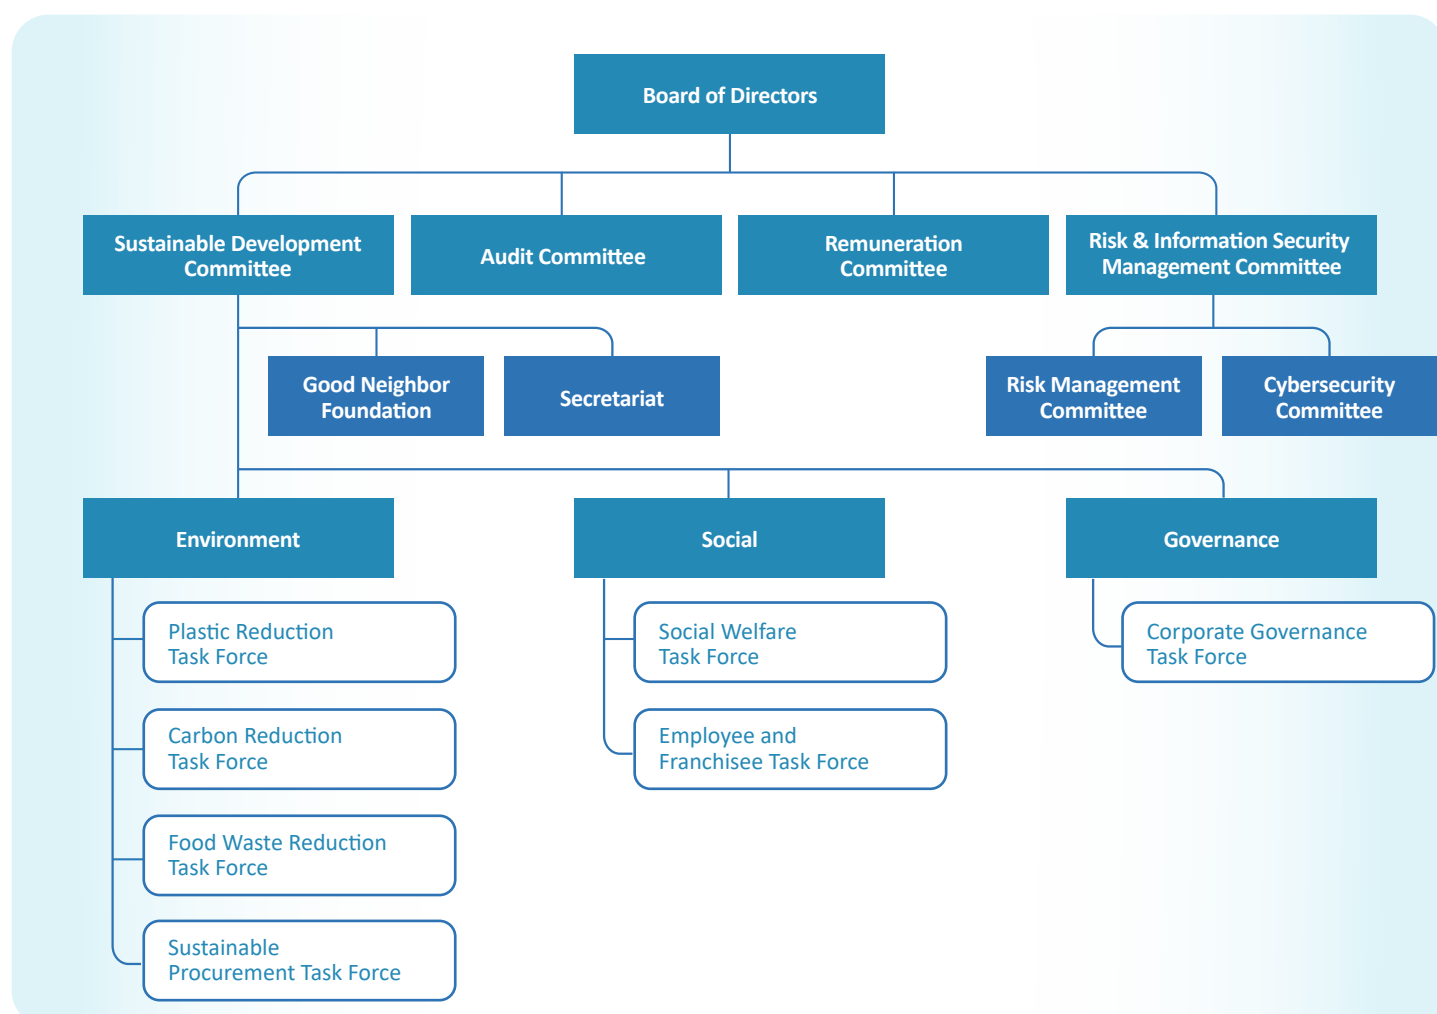 Board of Directors
Sustainable Development
Committee
Audit Committee
Remuneration
Committee
Risk & Information Security
Management Committee
Good Neighbor
Foundation
Secretariat
Risk Management
Committee
Cybersecurity
Committee
Environment
Social
Governance
Plastic Reduction
Task Force
Carbon Reduction
Task Force
Food Waste Reduction
Task Force
Sustainable
Procurement Task Force
Social Welfare
Task Force
Employee and
Franchisee Task Force
Corporate Governance
Task Force